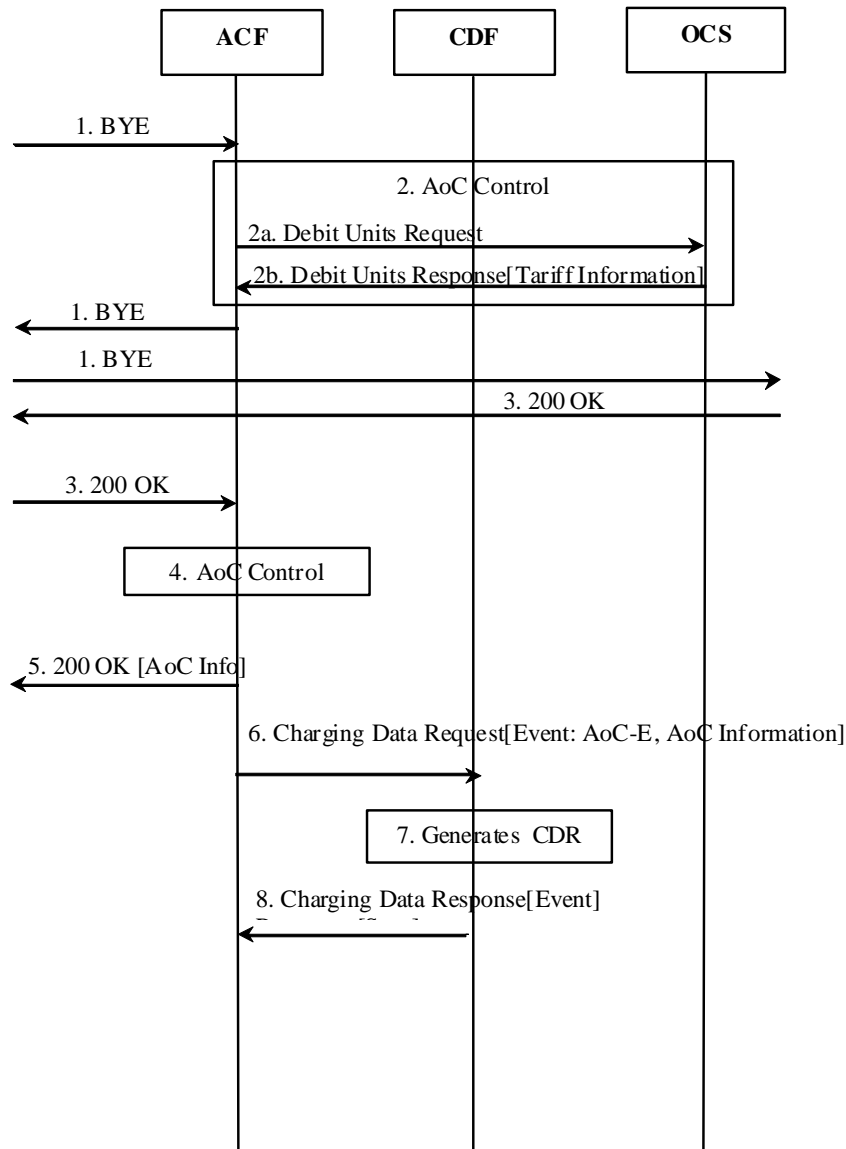 ACF
CDF
OCS
1. BYE
2. AoC Control
2a. Debit Units Request
2b. Debit Units Response[Tariff Information]
1. BYE
1. BYE
3. 200 OK
3. 200 OK
4. AoC Control
5. 200 OK [AoC Info]
6. Charging Data Request[Event: AoC-E, AoC Information]
7. Generates CDR
8. Charging Data Response[Event]